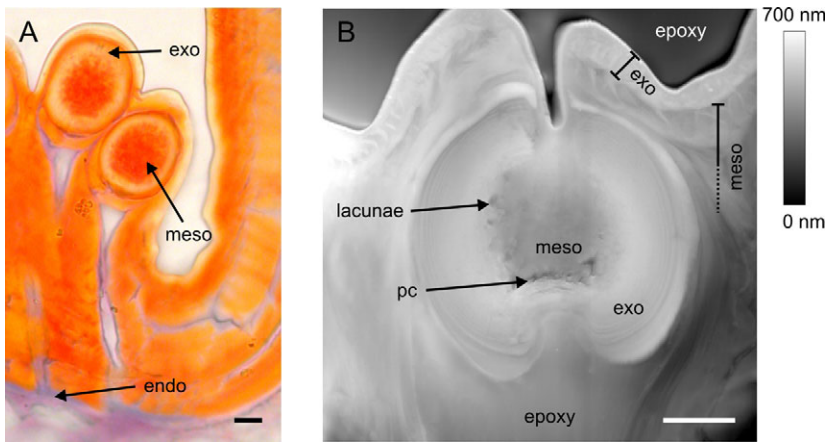 A
exo
meso
endo
B
epoxy
exo
meso
lacunae
meso
pc
exo
epoxy
700 nm
0 nm